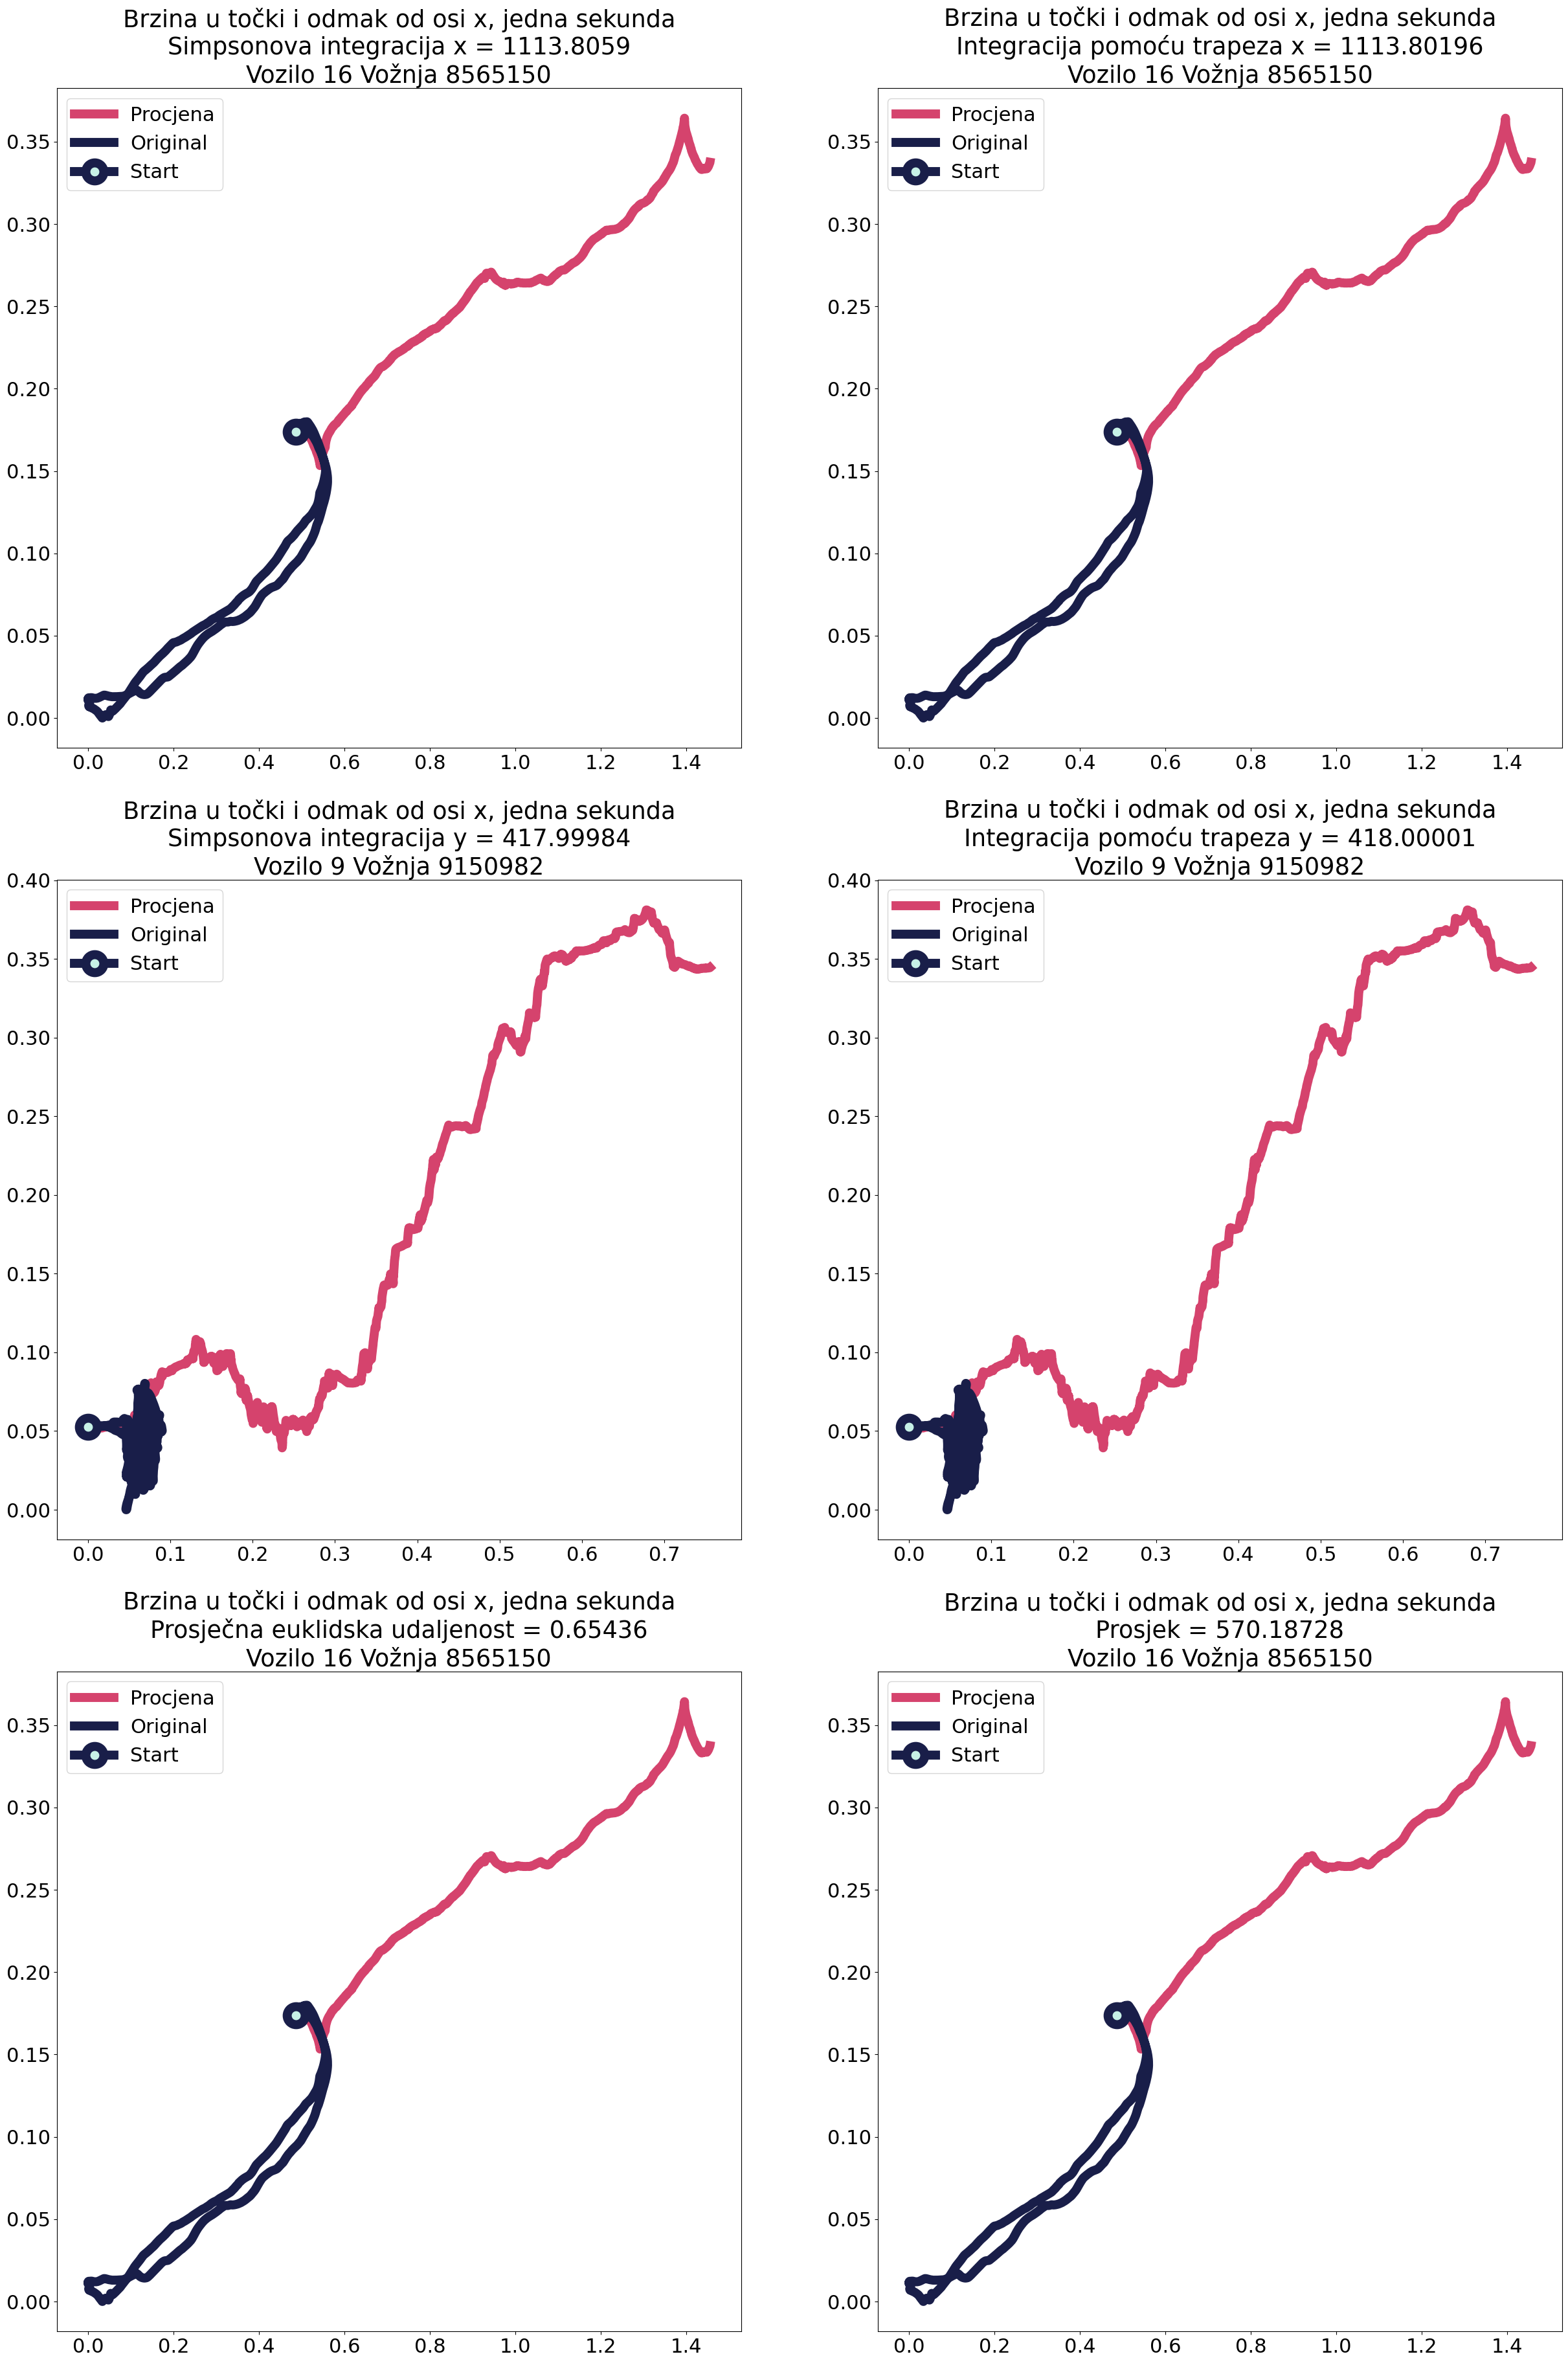 Brzina u točki i odmak od osi x, jedna sekunda
Simpsonova integracija x = 1113.8059
Vozilo 16 Vožnja 8565150
Procjena
Original
Start
0.35
0.30
0.25
0.20
0.15
0.10
0.05
0.00
0.0 0.2 0.4 0.6 0.8 1.0 1.2 1.4
Brzina u točki i odmak od osi x, jedna sekunda
Integracija pomoću trapeza x = 1113.80196
Vozilo 16 Vožnja 8565150
Procjena
Original
Start
0.35
0.30
0.25
0.20
0.15
0.10
0.05
0.00
0.0 0.2 0.4 0.6 0.8 1.0 1.2 1.4
Brzina u točki i odmak od osi x, jedna sekunda
Simpsonova integracija y = 417.99984
Vozilo 9 Vožnja 9150982
Procjena
Original
Start
0.40
0.35
0.30
0.25
0.20
0.15
0.10
0.05
0.00
0.0 0.1 0.2 0.3 0.4 0.5 0.6 0.7
Brzina u točki i odmak od osi x, jedna sekunda
Integracija pomoću trapeza y = 418.00001
Vozilo 9 Vožnja 9150982
Procjena
Original
Start
0.40
0.35
0.30
0.25
0.20
0.15
0.10
0.05
0.00
0.0 0.1 0.2 0.3 0.4 0.5 0.6 0.7
Brzina u točki i odmak od osi x, jedna sekunda
Prosječna euklidska udaljenost = 0.65436
Vozilo 16 Vožnja 8565150
Procjena
Original
Start
0.35
0.30
0.25
0.20
0.15
0.10
0.05
0.00
0.0 0.2 0.4 0.6 0.8 1.0 1.2 1.4
Brzina u točki i odmak od osi x, jedna sekunda
Prosjek = 570.18728
Vozilo 16 Vožnja 8565150
Procjena
Original
Start
0.35
0.30
0.25
0.20
0.15
0.10
0.05
0.00
0.0 0.2 0.4 0.6 0.8 1.0 1.2 1.4